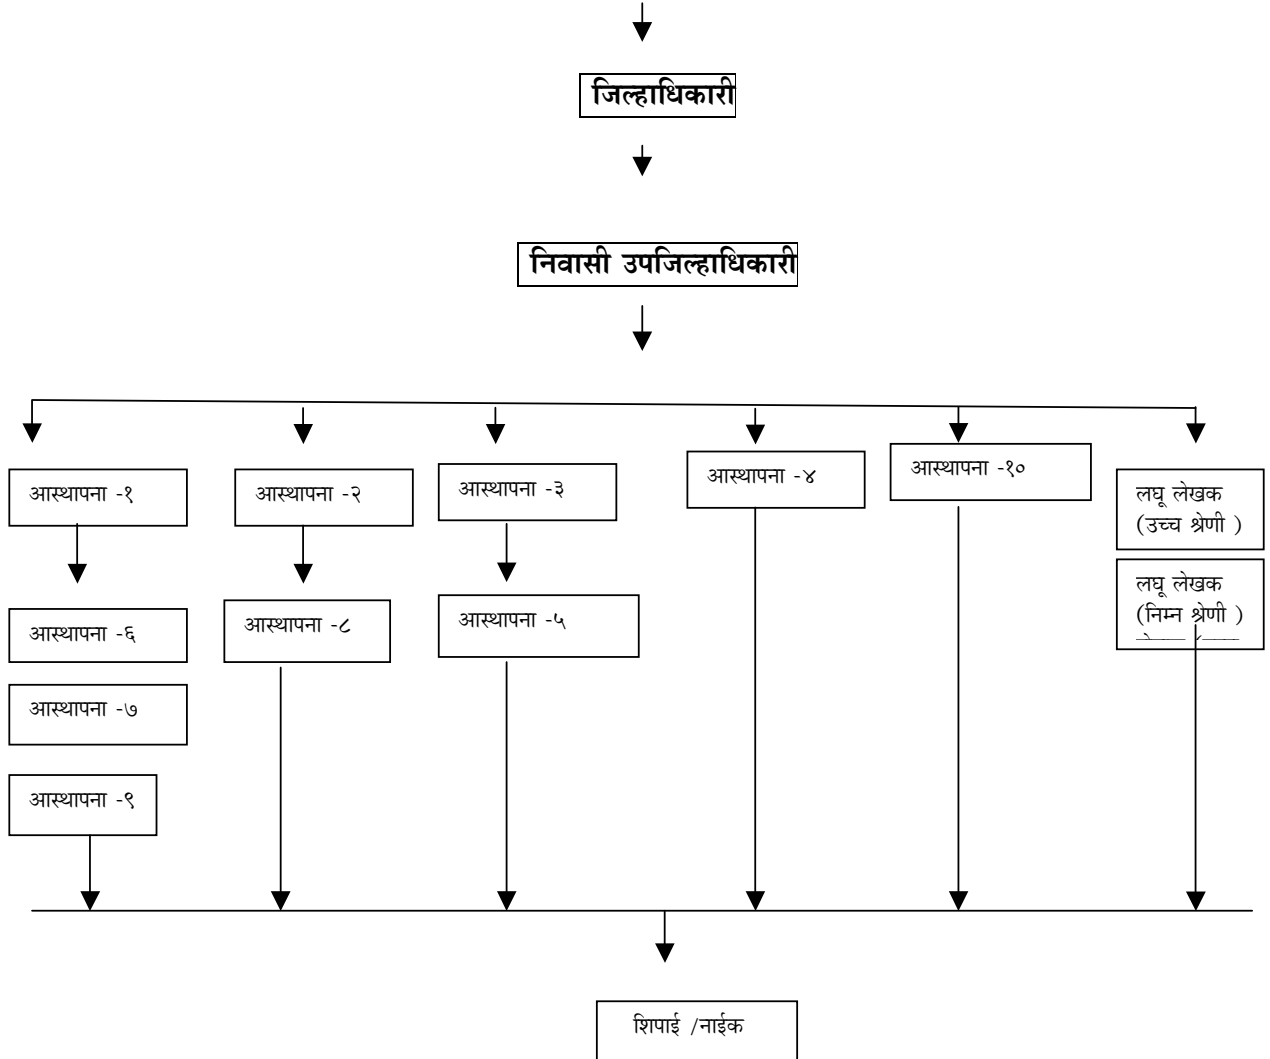 जिल्हाधिकारी
निवासी उपजिल्हाधिकारी
आस्थापना -१
आस्थापना -२
आस्थापना -३
आस्थापना -४
आस्थापना -१०
लघू लेखक
(उच्च श्रेणी )
लघू लेखक
(निम्न श्रेणी )
आस्थापना -६
आस्थापना -८
आस्थापना -५
आस्थापना -७
आस्थापना -९
शिपाई /नाईक